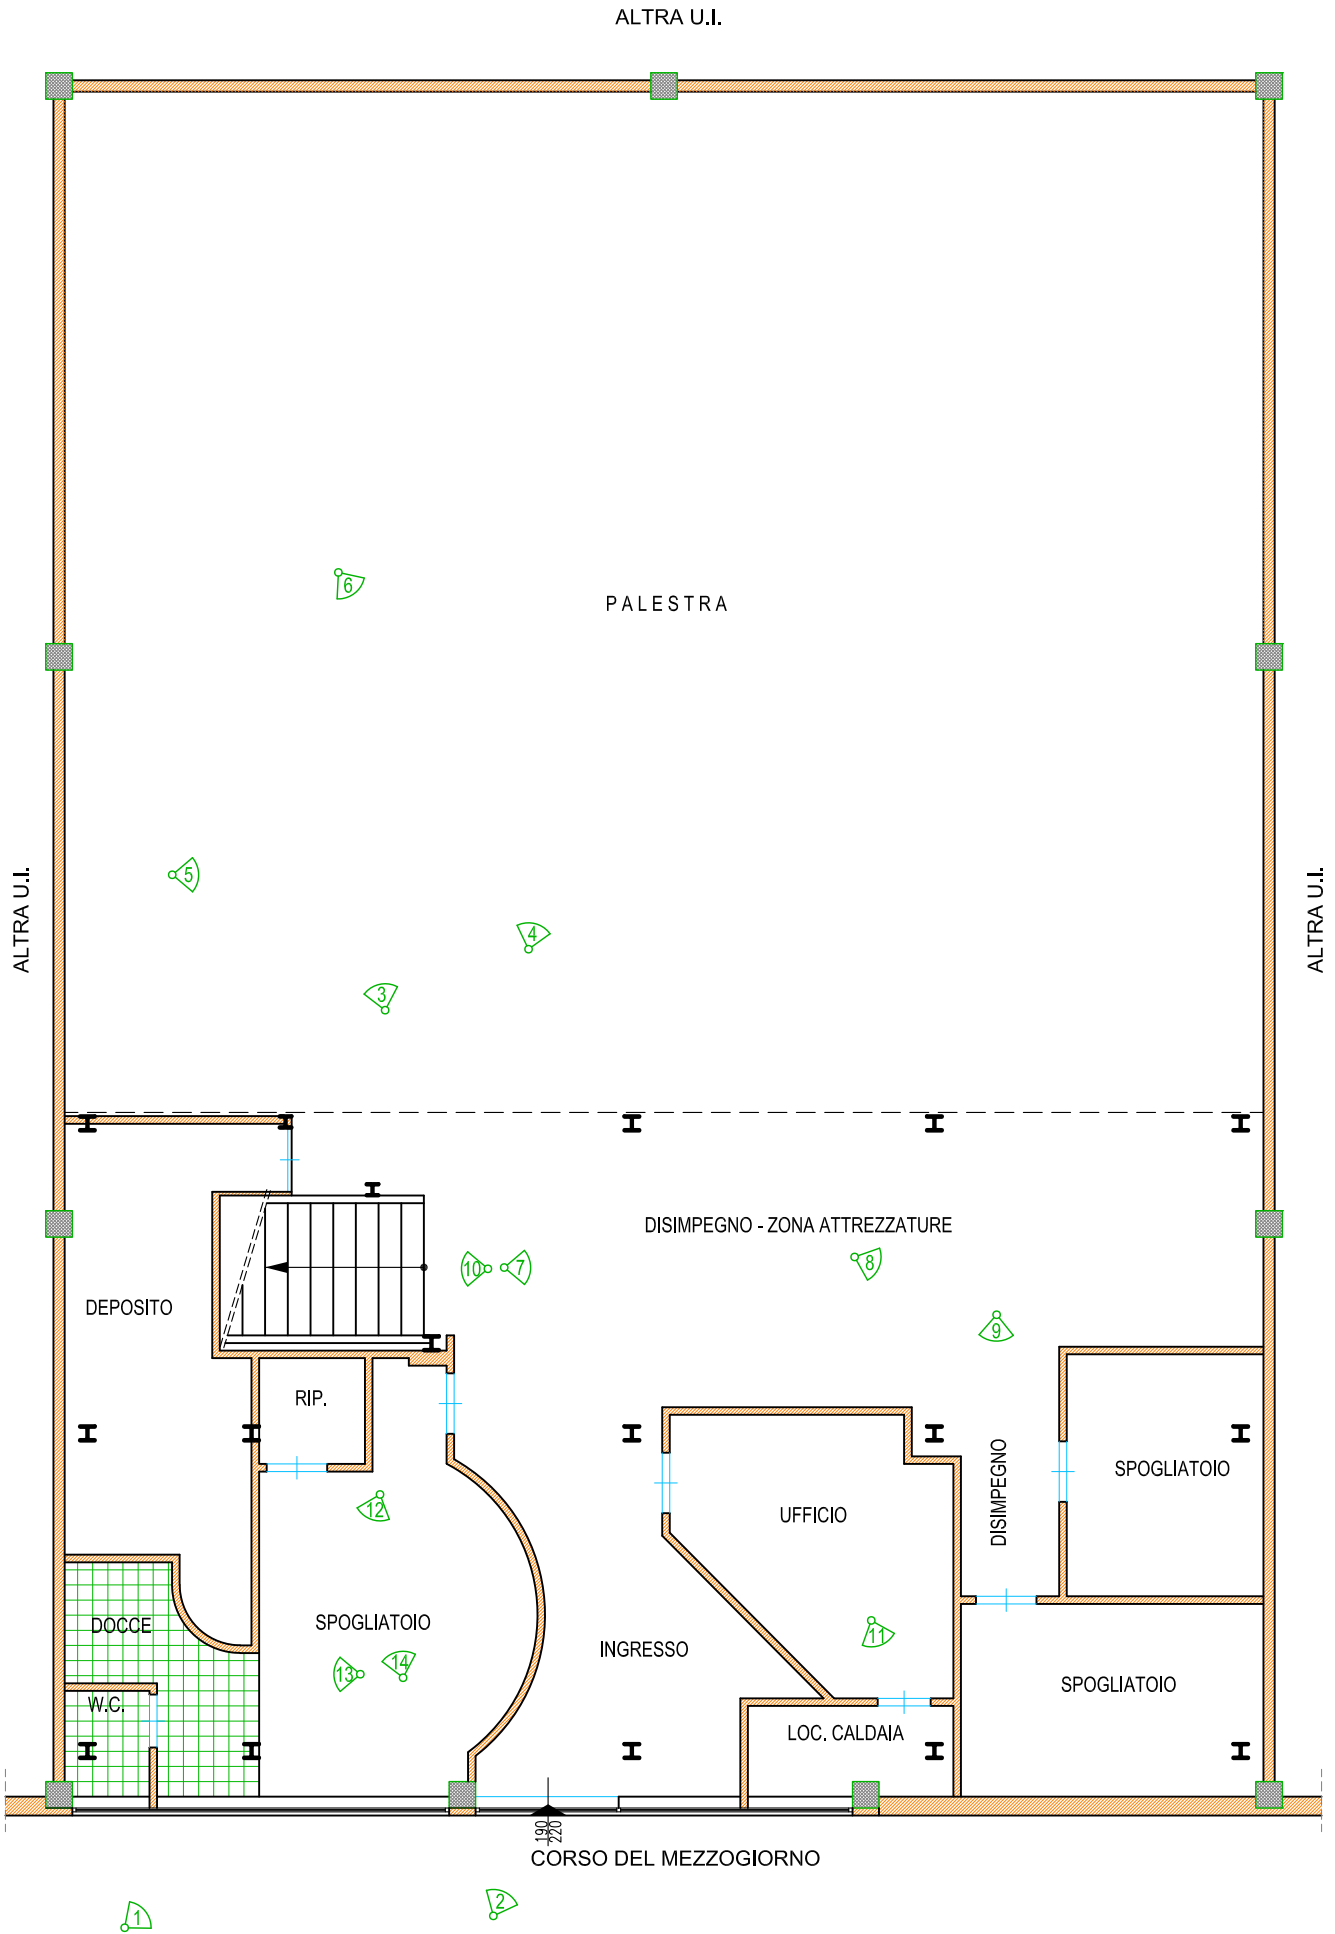 ALTRA U.I.
6
PALESTRA
5
ALTRA U.I.
ALTRA U.I.
4
3
DISIMPEGNO - ZONA ATTREZZATURE
10
7
8
DEPOSITO
9
RIP.
DISIMPEGNO
SPOGLIATOIO
12
UFFICIO
DOCCE
SPOGLIATOIO
11
INGRESSO
13
14
SPOGLIATOIO
W.C.
LOC. CALDAIA
190
220
CORSO DEL MEZZOGIORNO
1
2